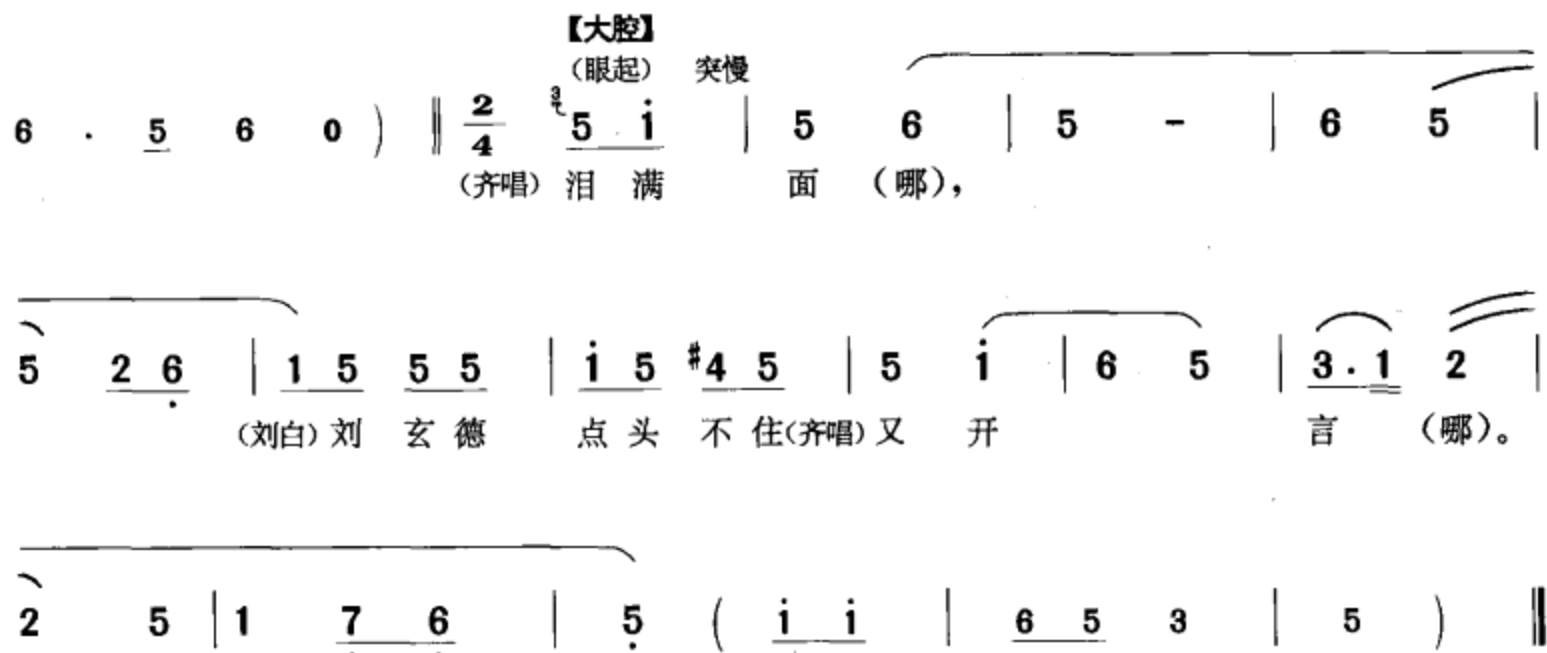 【大腔】
（眼起） 突慢
6 . 5 6 0 ) ‖ 2/4 3 5 i̇ | 5 6 | 5 - | 6 5 |
（齐唱）泪 满 面 （哪），
5 2 6̣ | 1 5 5 5 | i̇ 5 #4 5 | 5 i̇ | 6 5 | 3 . 1 2 |
（刘白）刘 玄 德 点 头 不 住（齐唱）又 开 言 （哪）。
2 5 | 1 7̣ 6̣ | 5̣ ( i̇ i̇ | 6 5 3 | 5 ) ‖